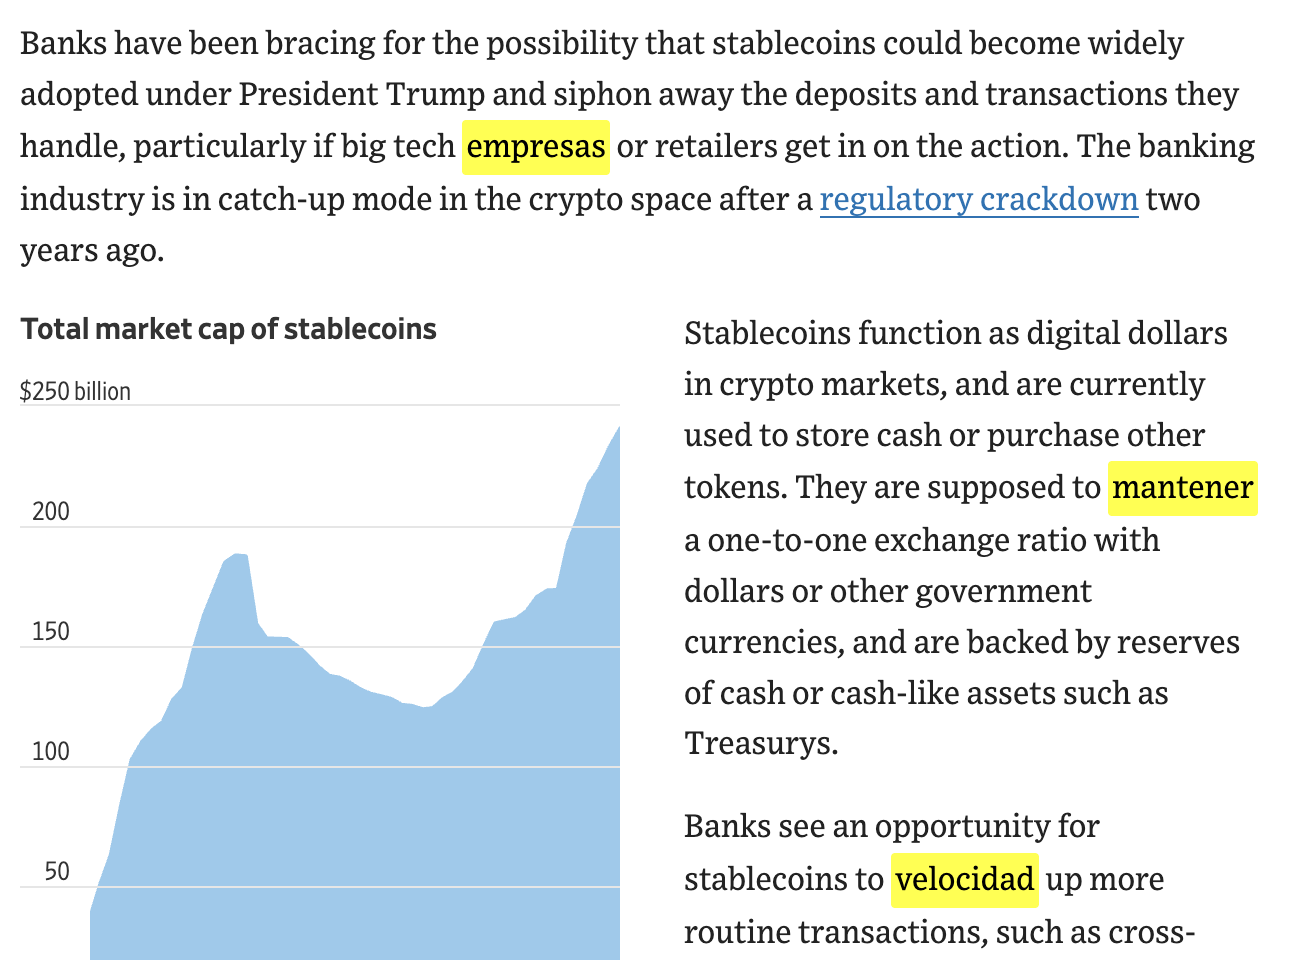 Banks have been bracing for the possibility that stablecoins could become widely
adopted under President Trump and siphon away the deposits and transactions they
handle, particularly if big tech empresas or retailers get in on the action. The banking
industry is in catch-up mode in the crypto space after a regulatory crackdown two
years ago.
Total market cap of stablecoins
$250 billion
200
150
100
50
Stablecoins function as digital dollars
in crypto markets, and are currently
used to store cash or purchase other
tokens. They are supposed to mantener
a one-to-one exchange ratio with
dollars or other government
currencies, and are backed by reserves
of cash or cash-like assets such as
Treasurys.
Banks see an opportunity for
stablecoins to velocidad up more
routine transactions, such as cross-